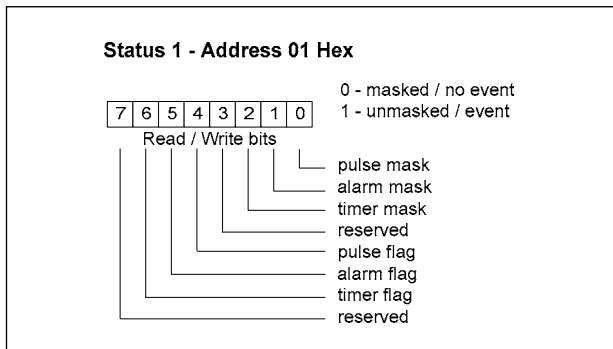 Status 1 - Address 01 Hex
0 - masked / no event
1 - unmasked / event
7 6 5 4 3 2 1 0
Read / Write bits
pulse mask
alarm mask
timer mask
reserved
pulse flag
alarm flag
timer flag
reserved